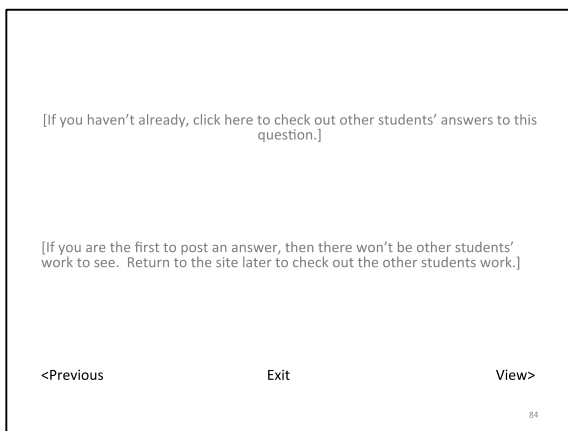 [If you haven’t already, click here to check out other students’ answers to this
question.]
[If you are the first to post an answer, then there won’t be other students’
work to see.  Return to the site later to check out the other students work.]
<Previous Exit View>
84